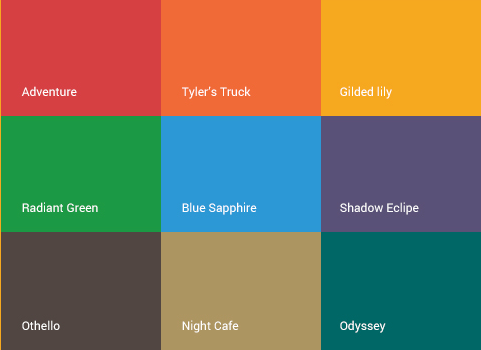 Adventure
Tyler's Truck
Gilded lily
Radiant Green
Blue Sapphire
Shadow Eclipe
Othello
Night Cafe
Odyssey